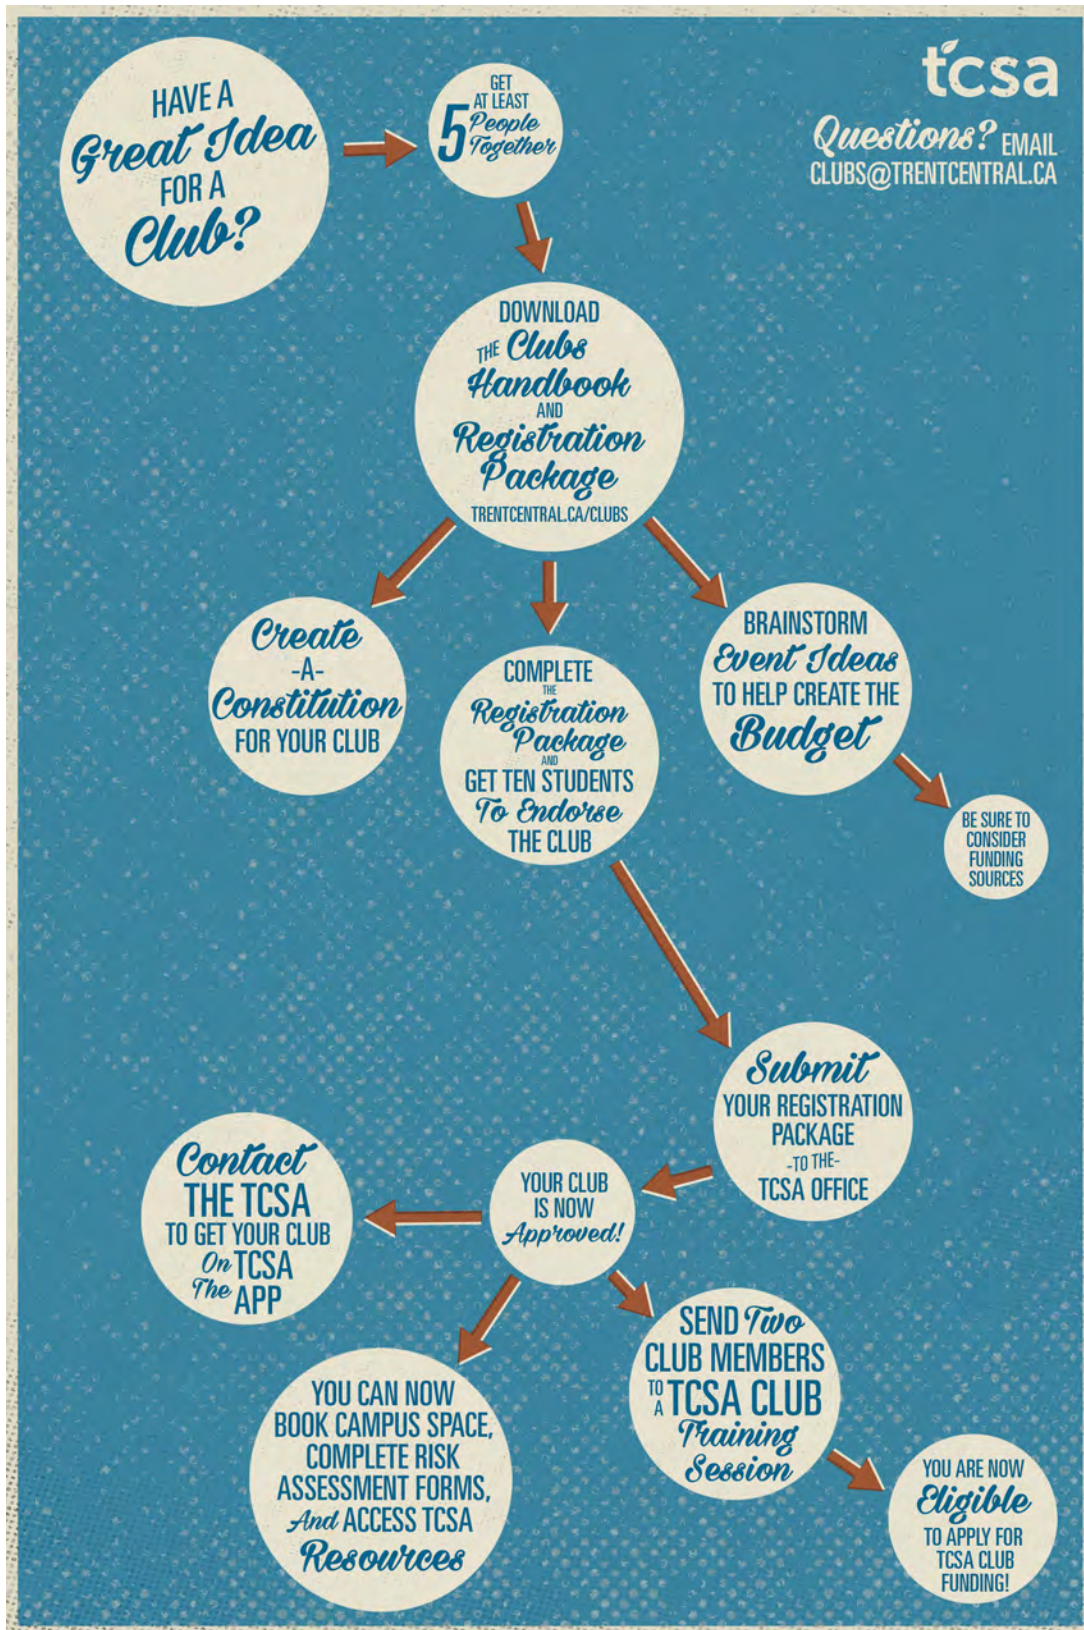 HAVE A
Great Idea
FOR A
Club?
GET
AT LEAST
5 People
Together
tcsa
Questions? EMAIL
CLUBS@TRENTCENTRAL.CA
DOWNLOAD
THE Clubs
Handbook
AND
Registration
Package
TRENTCENTRAL.CA/CLUBS
Create
-A-
Constitution
FOR YOUR CLUB
COMPLETE
THE
Registration
Package
AND
GET TEN STUDENTS
To Endorse
THE CLUB
BRAINSTORM
Event Ideas
TO HELP CREATE THE
Budget
BE SURE TO
CONSIDER
FUNDING
SOURCES
Submit
YOUR REGISTRATION
PACKAGE
-TO THE-
TCSA OFFICE
YOUR CLUB
IS NOW
Approved!
Contact
THE TCSA
TO GET YOUR CLUB
On TCSA
The APP
YOU CAN NOW
BOOK CAMPUS SPACE,
COMPLETE RISK
ASSESSMENT FORMS,
And ACCESS TCSA
Resources
SEND Two
CLUB MEMBERS
TO A TCSA CLUB
Training
Session
YOU ARE NOW
Eligible
TO APPLY FOR
TCSA CLUB
FUNDING!